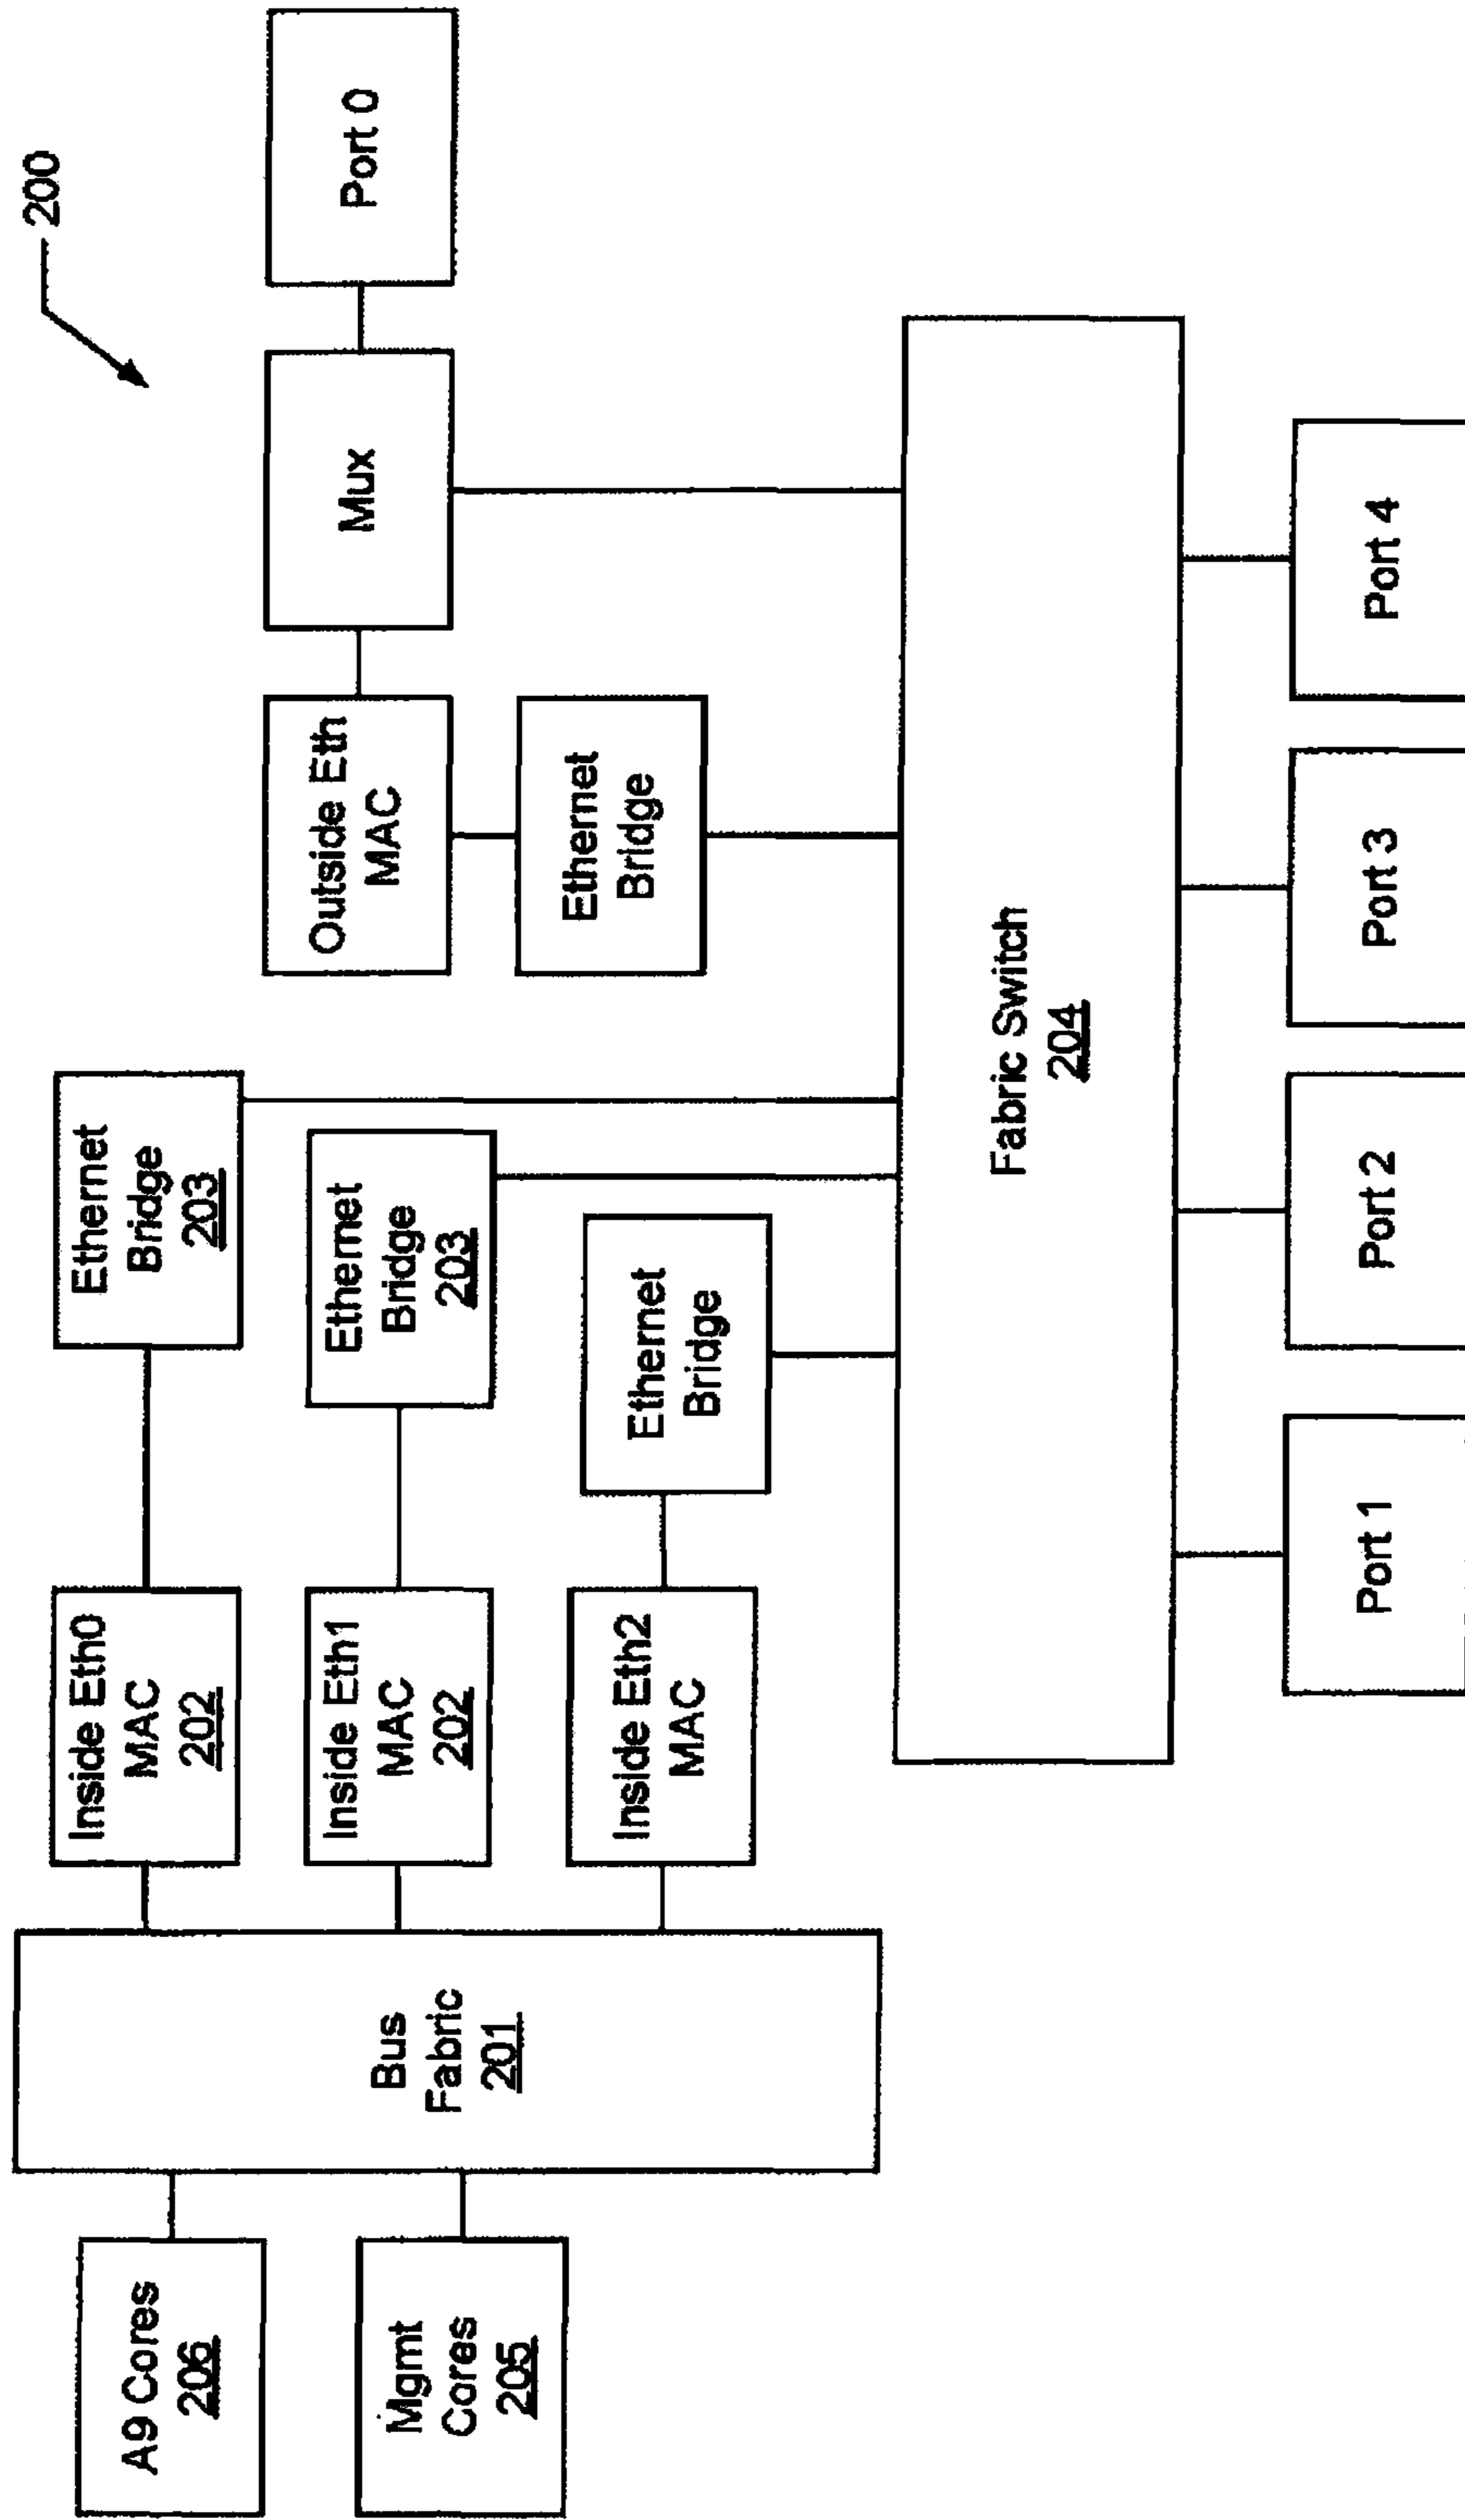 200
A9 Cores
206
Mgmt
Cores
205
Bus
Fabric
201
Inside Eth0
MAC
202
Inside Eth1
MAC
202
Inside Eth2
MAC
Ethernet
Bridge
203
Ethernet
Bridge
203
Ethernet
Bridge
Outside Eth
MAC
Ethernet
Bridge
Mux
Port 0
Fabric Switch
204
Port 1
Port 2
Port 3
Port 4